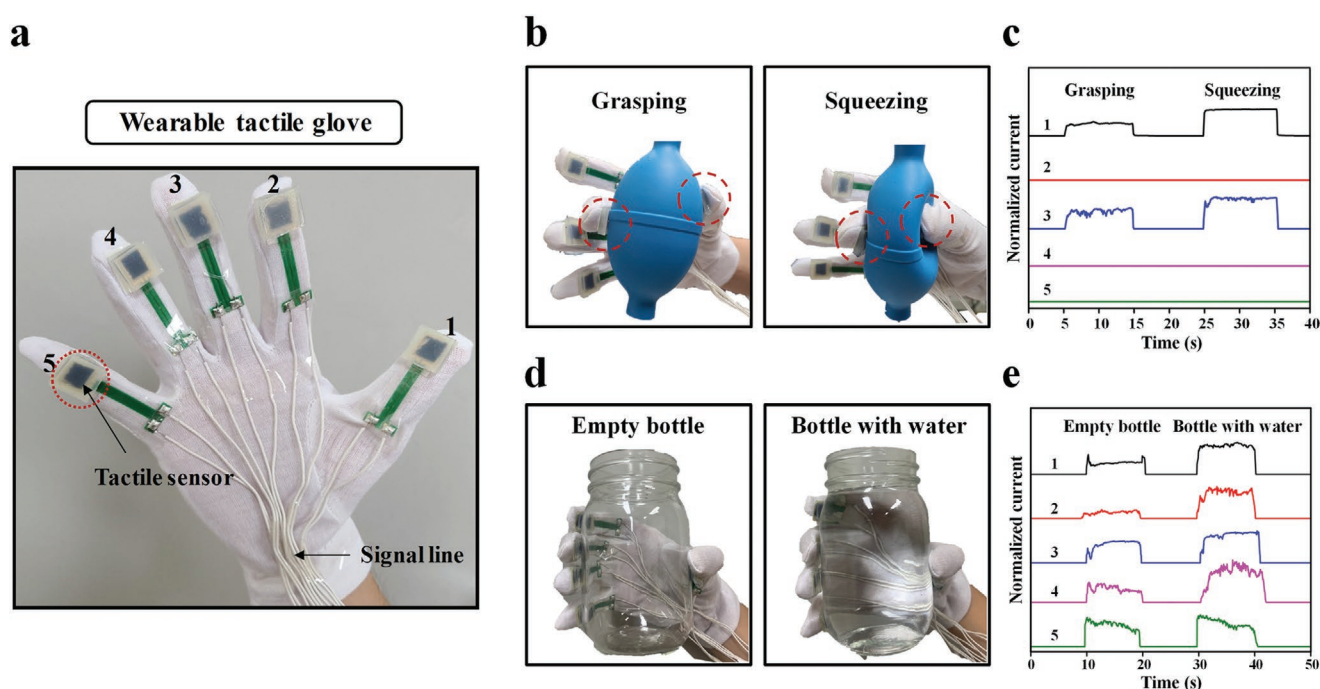 a
Wearable tactile glove
3
2
4
1
5
Tactile sensor
Signal line
b
Grasping
Squeezing
c
Normalized current
Grasping
Squeezing
1
2
3
4
5
0 5 10 15 20 25 30 35 40
Time (s)
d
Empty bottle
Bottle with water
e
Normalized current
Empty bottle Bottle with water
1
2
3
4
5
0 10 20 30 40 50
Time (s)